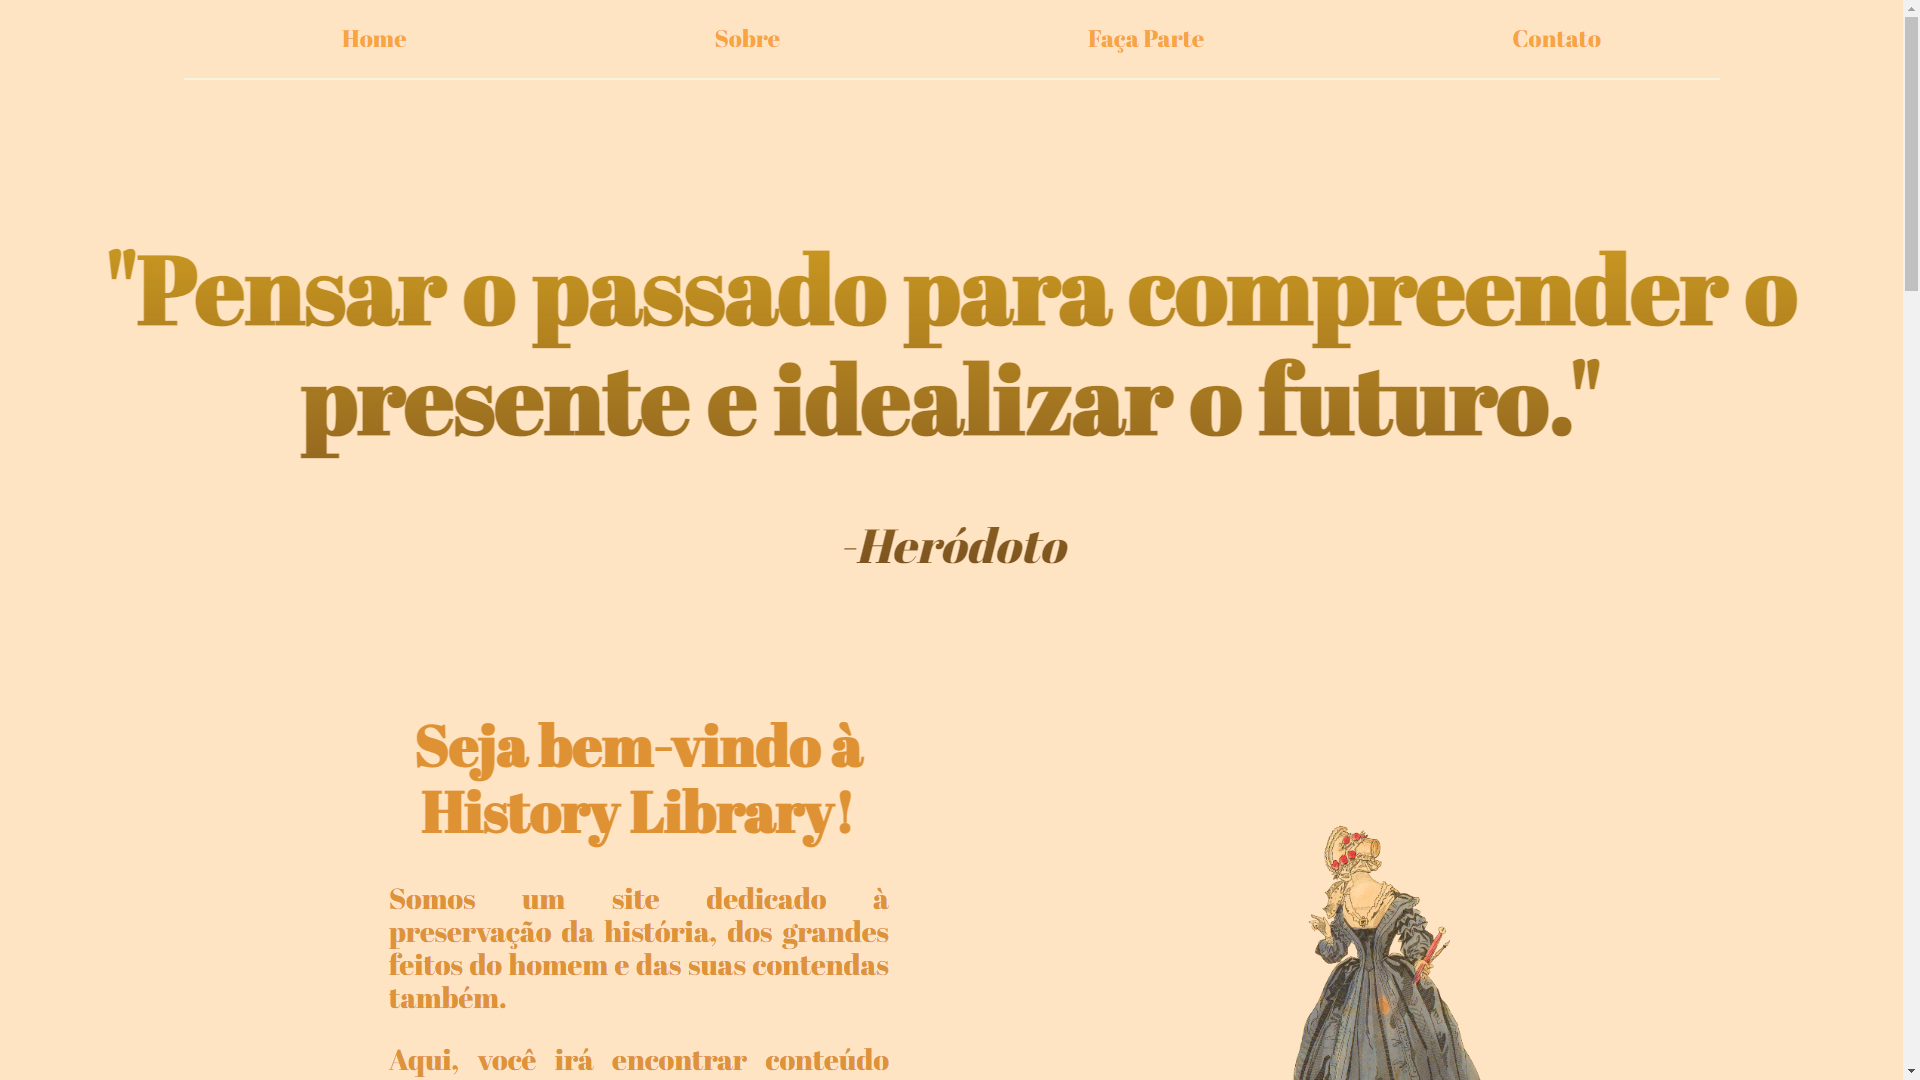 Home Sobre Faça Parte Contato
"Pensar o passado para compreender o
presente e idealizar o futuro."
-Heródoto
Seja bem-vindo à
History Library!
Somos um site dedicado à
preservação da história, dos grandes
feitos do homem e das suas contendas
também.
Aqui, você irá encontrar conteúdo